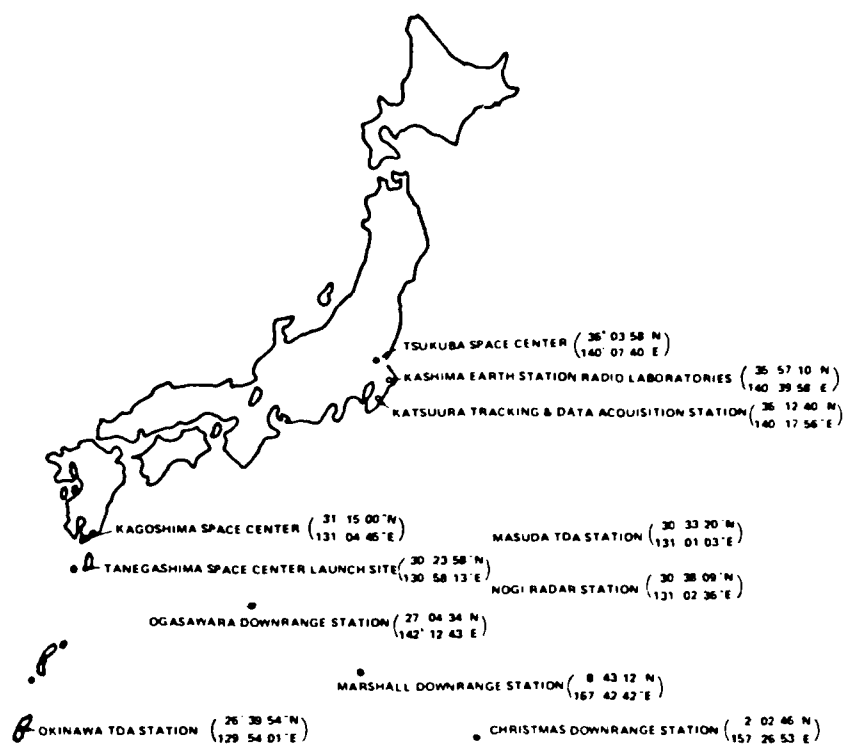 TSUKUBA SPACE CENTER (36° 03 58 N
140° 07 40 E)
KASHIMA EARTH STATION RADIO LABORATORIES (35 57 10 N
140 39 58 E)
KATSUURA TRACKING & DATA ACQUISITION STATION (35 12 40 N
140 17 56" E)
KAGOSHIMA SPACE CENTER (31 15 00" N
131 04 45" E)
MASUDA TDA STATION (30 33 20" N
131 01 03" E)
TANEGASHIMA SPACE CENTER LAUNCH SITE (30 23 58" N
130 58 13" E)
NOGI RADAR STATION (30 38 09" N
131 02 36" E)
OGASAWARA DOWNRANGE STATION (27 04 34 N
142° 12 43 E)
MARSHALL DOWNRANGE STATION (8 43 12 N
167 42 42" E)
OKINAWA TDA STATION (26 39 54" N
129 54 01" E)
CHRISTMAS DOWNRANGE STATION (2 02 46 N
157 26 53 E)